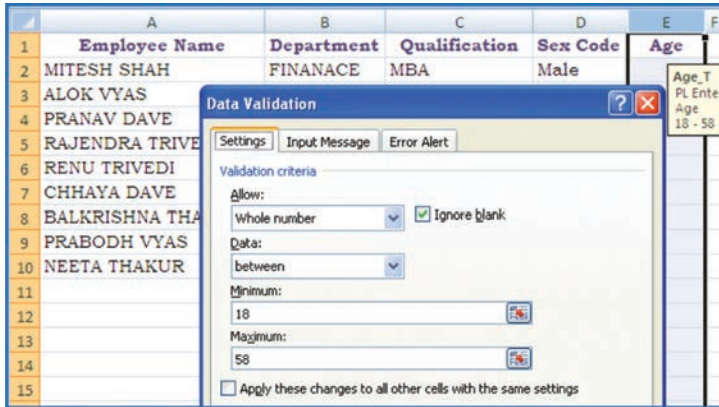 A B C D E F
1 Employee Name Department Qualification Sex Code Age
2 MITESH SHAH FINANACE MBA Male
Age_T
3 ALOK VYAS
Data Validation
PL Ente
4 PRANAV DAVE
Age
18 - 58
5 RAJENDRA TRIVE
Settings Input Message Error Alert
6 RENU TRIVEDI
Validation criteria
7 CHHAYA DAVE
Allow:
8 BALKRISHNA THA
Whole number Ignore blank
9 PRABODH VYAS
Data:
10 NEETA THAKUR
between
11
Minimum:
12
18
13
Maximum:
14
58
15
Apply these changes to all other cells with the same settings